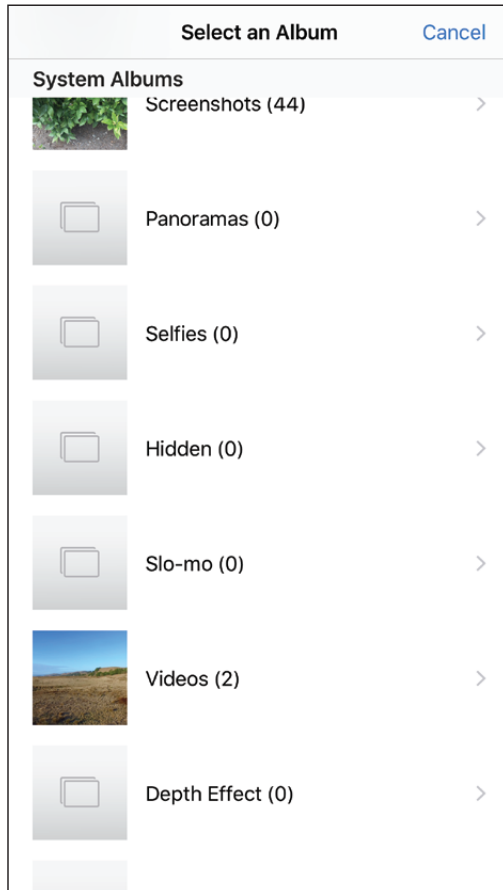 Select an Album Cancel
System Albums
Screenshots (44)
Panoramas (0)
Selfies (0)
Hidden (0)
Slo-mo (0)
Videos (2)
Depth Effect (0)